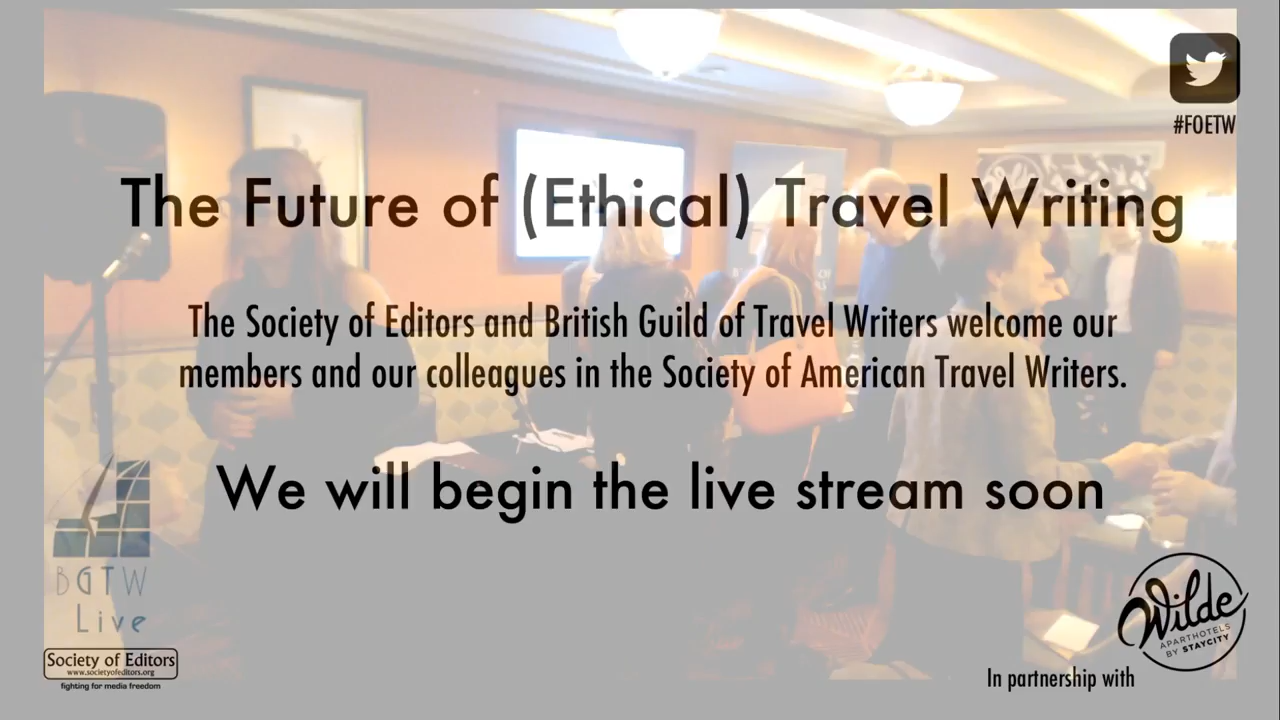 #FOETW
The Future of (Ethical) Travel Writing
The Society of Editors and British Guild of Travel Writers welcome our
members and our colleagues in the Society of American Travel Writers.
We will begin the live stream soon
BGTW
Live
Society of Editors
www.societyofeditors.org
fighting for media freedom
Wilde
APARTHOTELS
BY STAYCITY
In partnership with